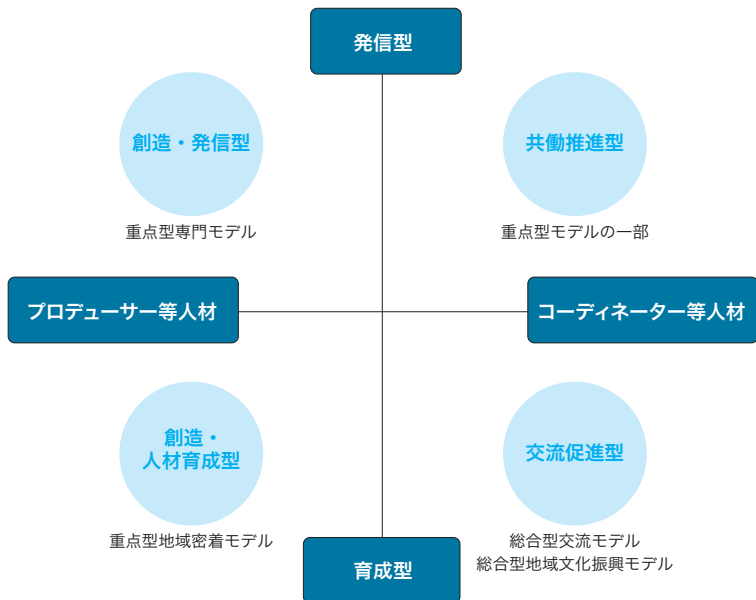 発信型
創造・発信型
共働推進型
重点型専門モデル
重点型モデルの一部
プロデューサー等人材
コーディネーター等人材
創造・
人材育成型
交流促進型
重点型地域密着モデル
総合型交流モデル
総合型地域文化振興モデル
育成型